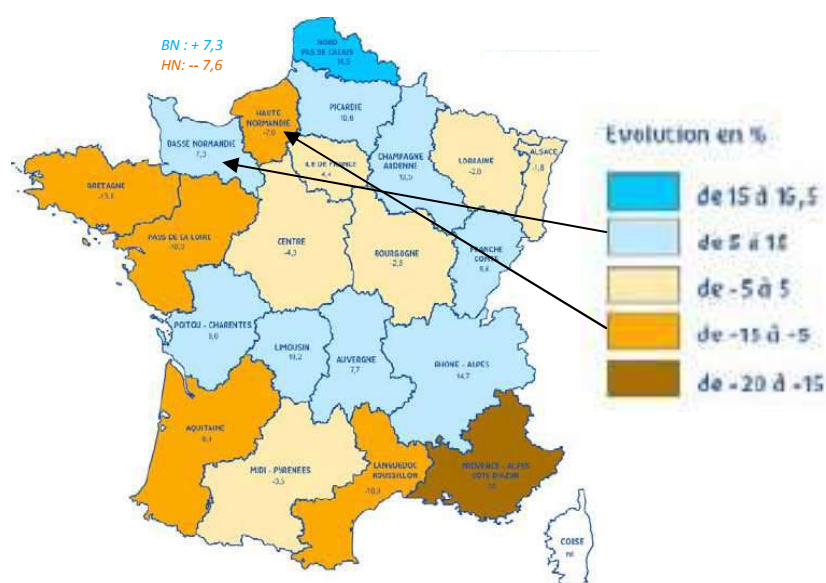 BN : + 7,3
HN: -- 7,6
NORD
PAS DE CALAIS
16,5
PICARDIE
10,6
HAUTE
NORMANDIE
BASSE NORMANDIE
7,3
ILE DE FRANCE
CHAMPAGNE
ARDENNE
LORRAINE
ALSACE
-1,8
BRETAGNE
PAYS DE LA LOIRE
CENTRE
-4,3
BOURGOGNE
FRANCHE
COMTE
POITOU - CHARENTES
LIMOUSIN
10,2
AUVERGNE
7,7
RHONE - ALPES
14,7
AQUITAINE
MIDI - PYRENEES
-3,5
LANGUEDOC
ROUSSILLON
PROVENCE - ALPES
COTE D'AZUR
CORSE
Evolution en %
de 15 à 16,5
de 5 à 15
de -5 à 5
de -15 à -5
de -20 à -15